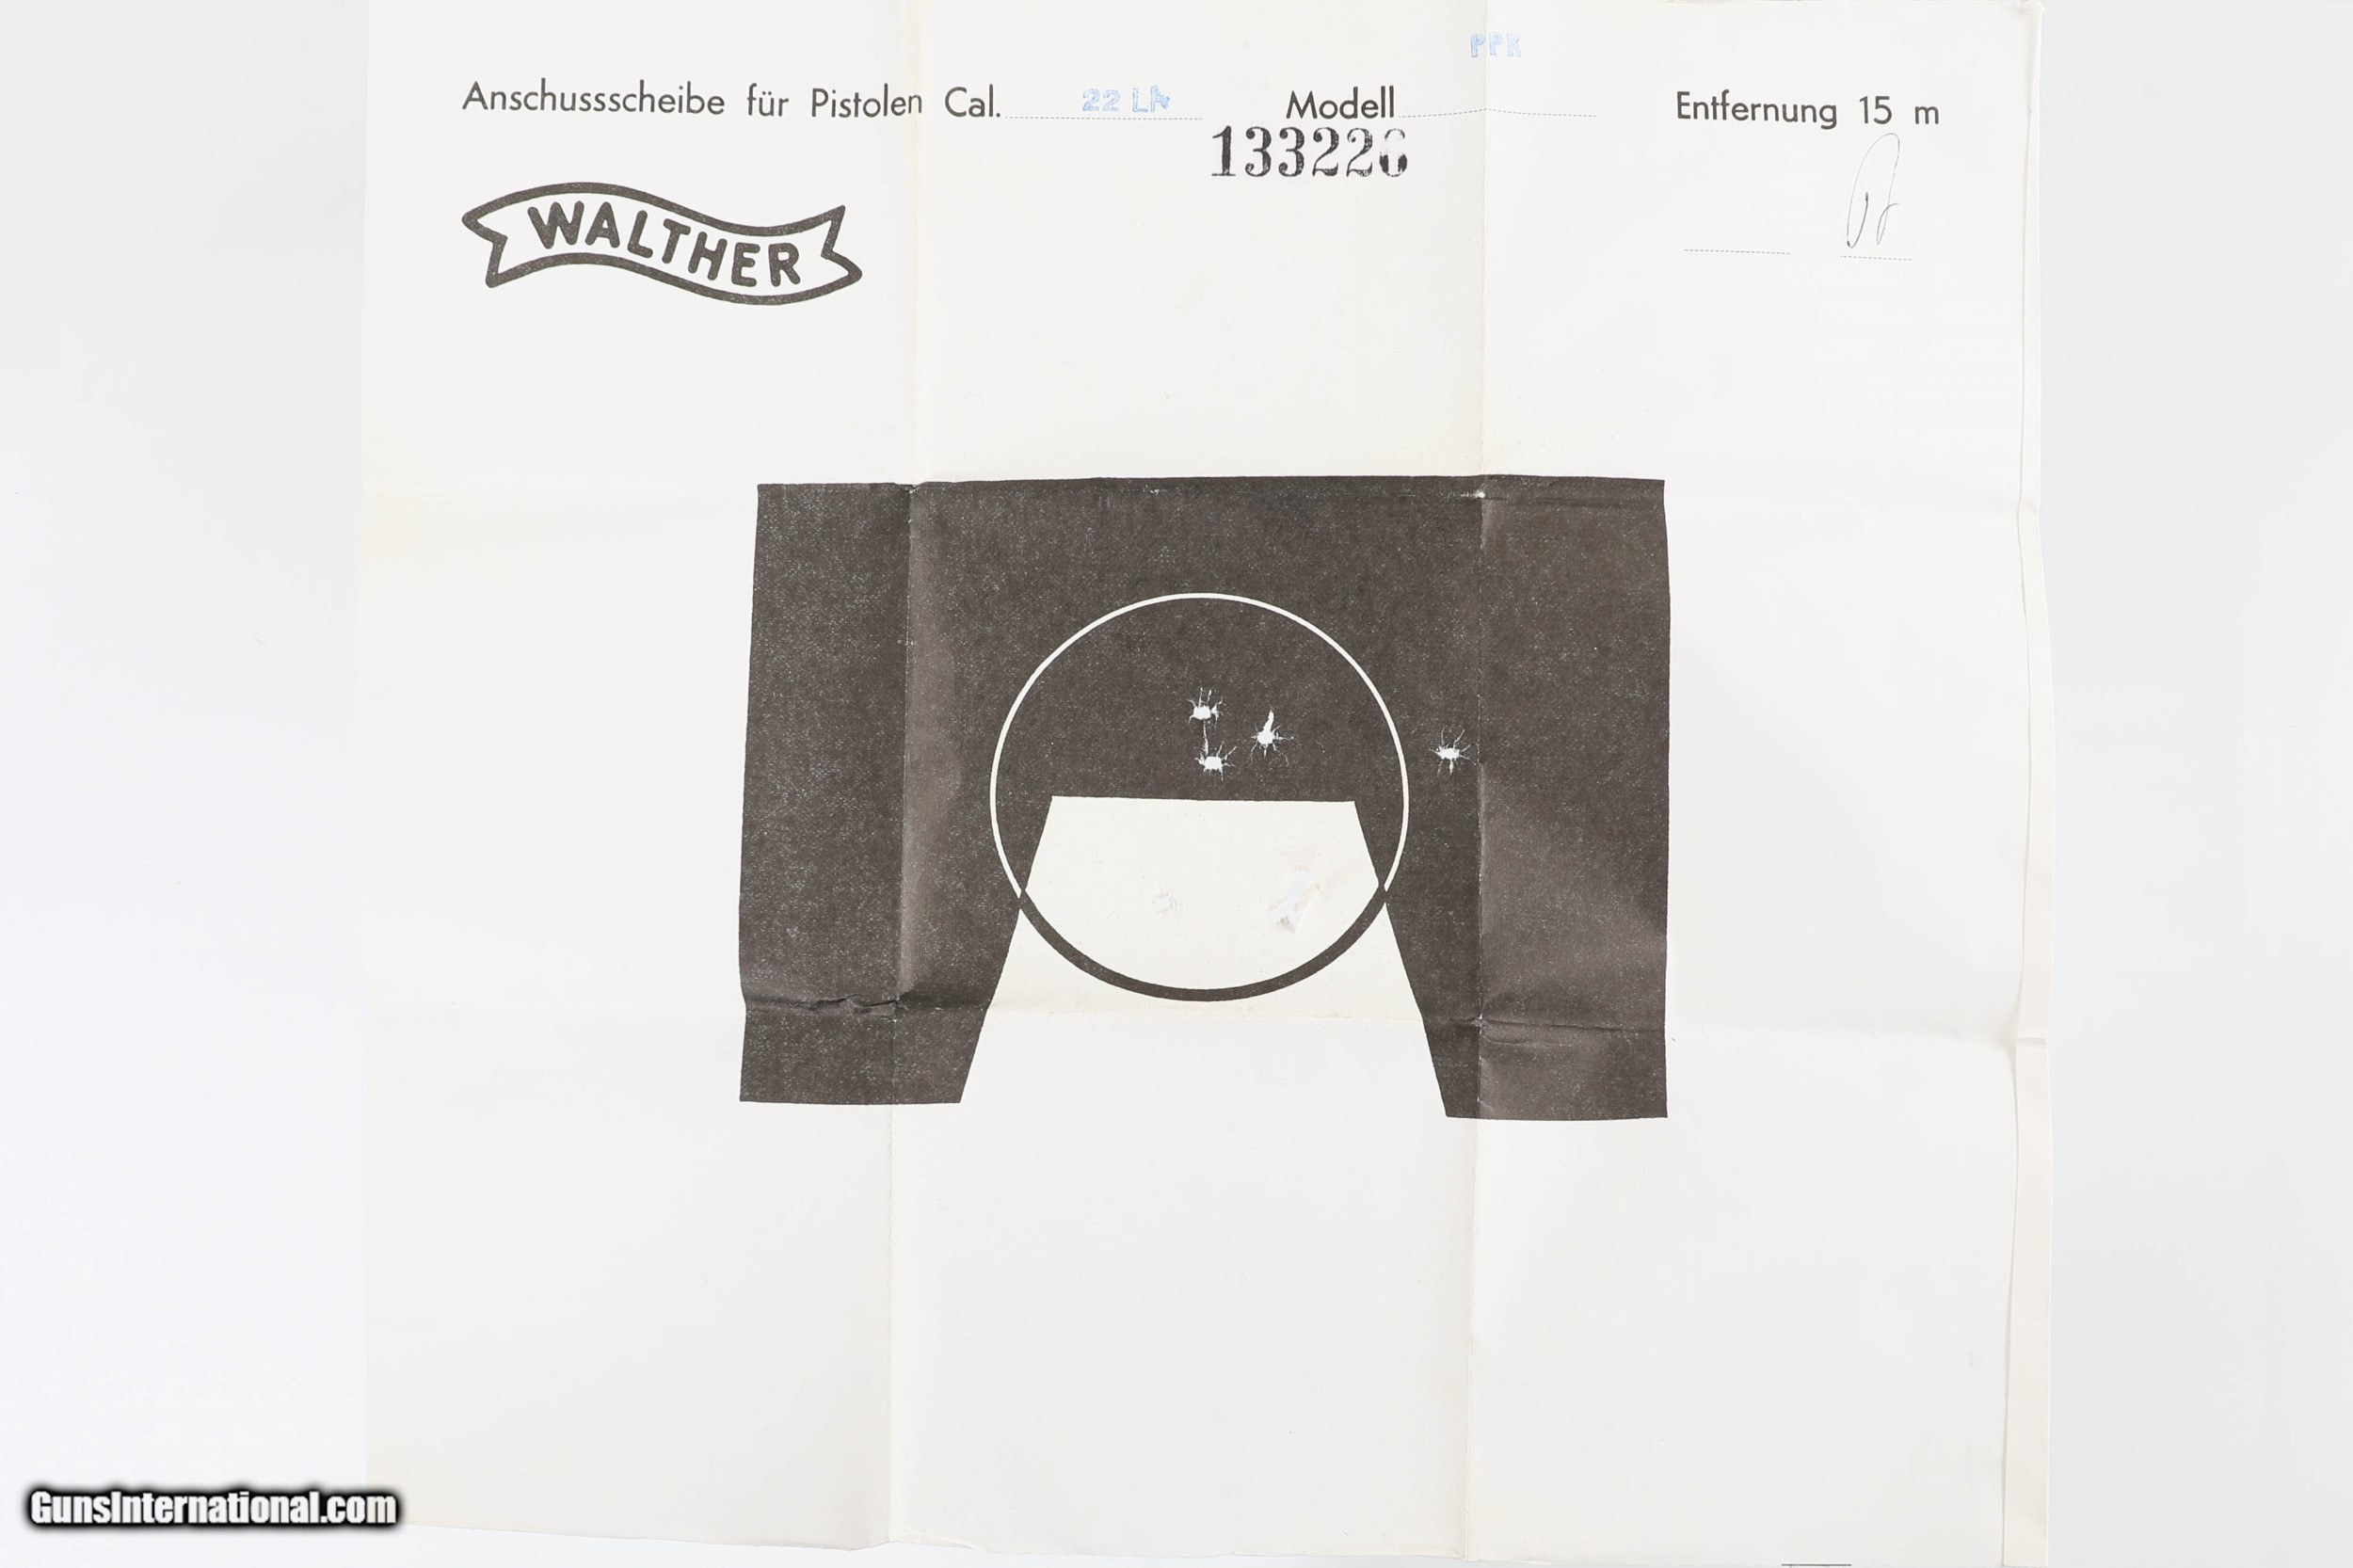 PPK
Anschussscheibe für Pistolen Cal. 22 LR Modell Entfernung 15 m
133226
WALTHER
GunsInternational.com